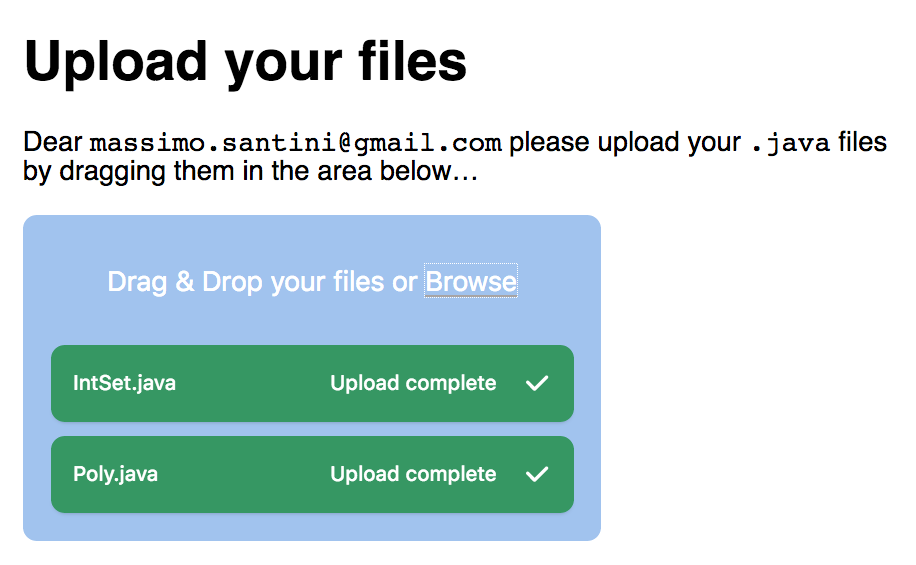 Upload your files
Dear massimo.santini@gmail.com please upload your .java files
by dragging them in the area below…
Drag & Drop your files or Browse
IntSet.java Upload complete
Poly.java Upload complete